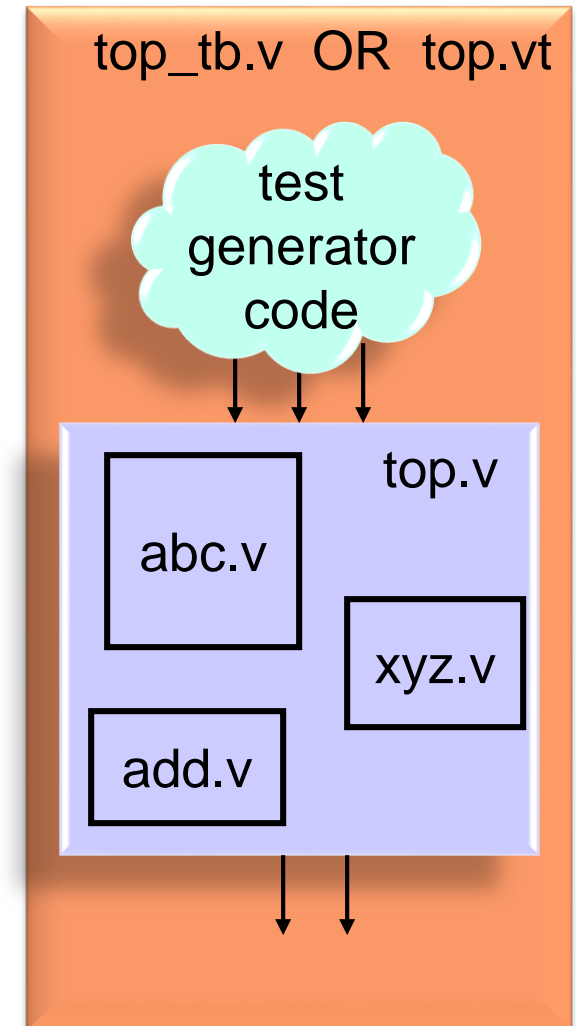 top_tb.v OR top.vt
test
generator
code
top.v
abc.v
xyz.v
add.v